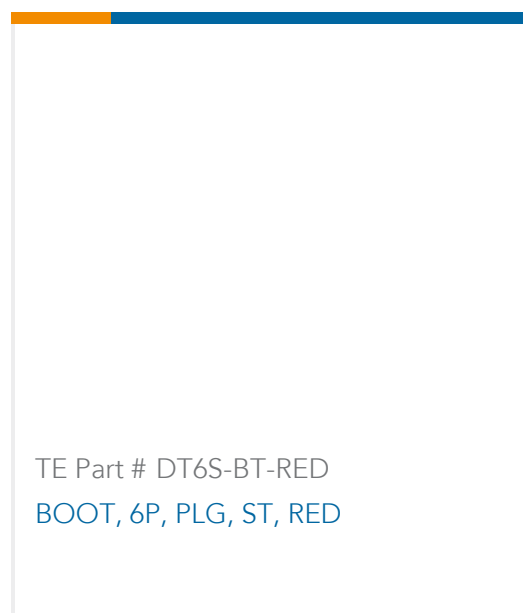 TE Part # DT6S-BT-RED
BOOT, 6P, PLG, ST, RED